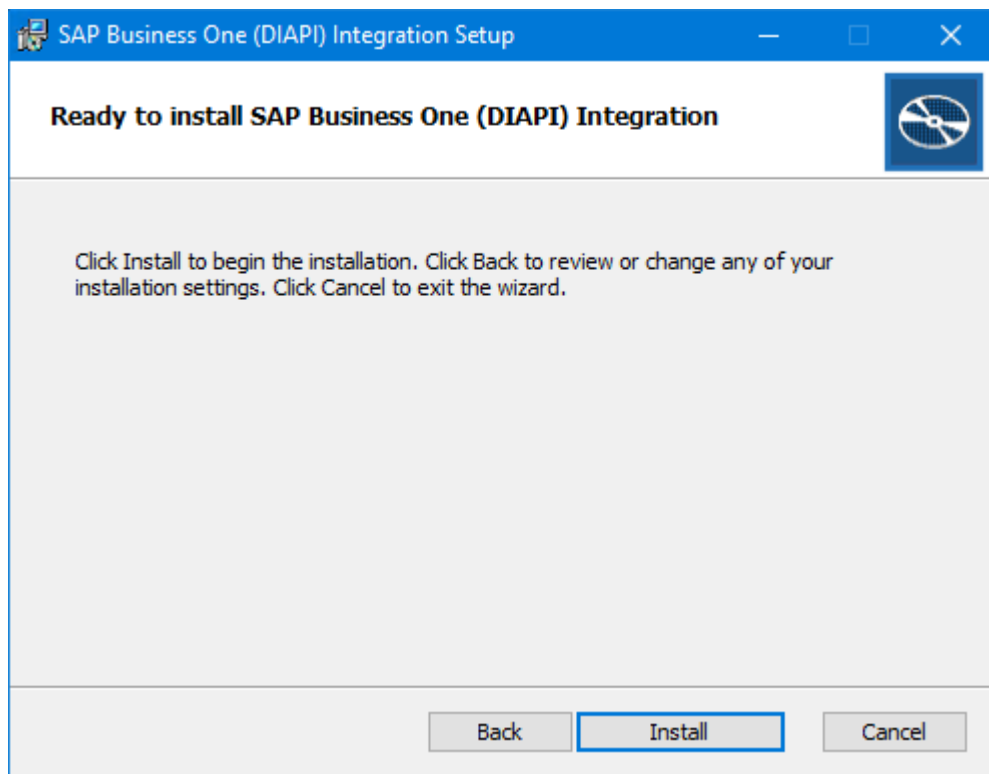 SAP Business One (DIAPI) Integration Setup
Ready to install SAP Business One (DIAPI) Integration
Click Install to begin the installation. Click Back to review or change any of your
installation settings. Click Cancel to exit the wizard.
Back
Install
Cancel